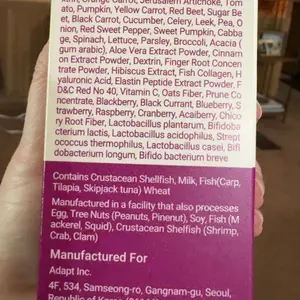 kin, Orange Carrot, Jerusalem Artichoke, Tom
ato, Pumpkin, Yellow Carrot, Red Beet, Sugar Be
et, Black Carrot, Cucumber, Celery, Leek, Pea, O
nion, Red Sweet Pepper, Sweet Pumpkin, Cabba
ge, Spinach, Lettuce, Parsley, Broccoli, Acacia (
gum arabic), Aloe Vera Extract Powder, Cinnam
on Extract Powder, Dextrin, Finger Root Concen
trate Powder, Hibiscus Extract, Fish Collagen, H
yaluronic Acid, Elastin Peptide Extract Powder, F
D&C Red No 40, Vitamin C, Oats Fiber, Prune Co
ncentrate, Blackberry, Black Currant, Blueberry, S
trawberry, Raspberry, Cranberry, Acaiberry, Chico
ry Root Fiber, Lactobacillus plantarum, Bifidoba
cterium lactis, Lactobacillus acidophilus, Strept
ococcus thermophilus, Lactobacillus casei, Bifi
dobacterium longum, Bifido bacterium breve
Contains Crustacean Shellfish, Milk, Fish(Carp,
Tilapia, Skipjack tuna) Wheat
Manufactured in a facility that also processes
Egg, Tree Nuts (Peanuts, Pinenut), Soy, Fish (M
ackerel, Squid), Crustacean Shellfish (Shrimp,
Crab, Clam)
Manufactured For
Adapt Inc.
4F, 534, Samseong-ro, Gangnam-gu, Seoul,
Republic of Korea